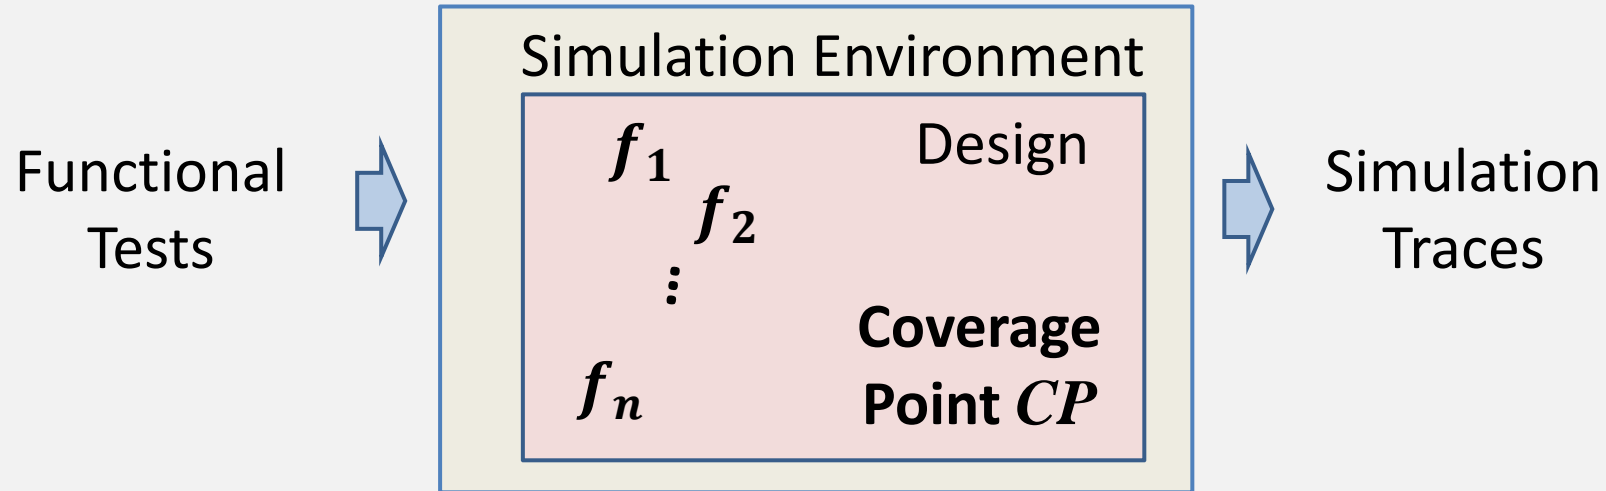 Simulation Environment
Functional
Tests
f1
Design
f2
⋮
fn
Coverage
Point CP
Simulation
Traces